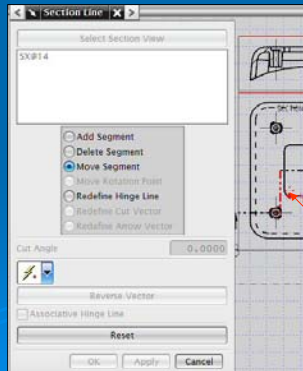 Section Line
Select Section View
SX@14
Add Segment
Delete Segment
Move Segment
Move Rotation Point
Redefine Hinge Line
Redefine Cut Vector
Redefine Arrow Vector
Cut Angle
0.0000
Reverse Vector
Associative Hinge Line
Reset
OK Apply Cancel